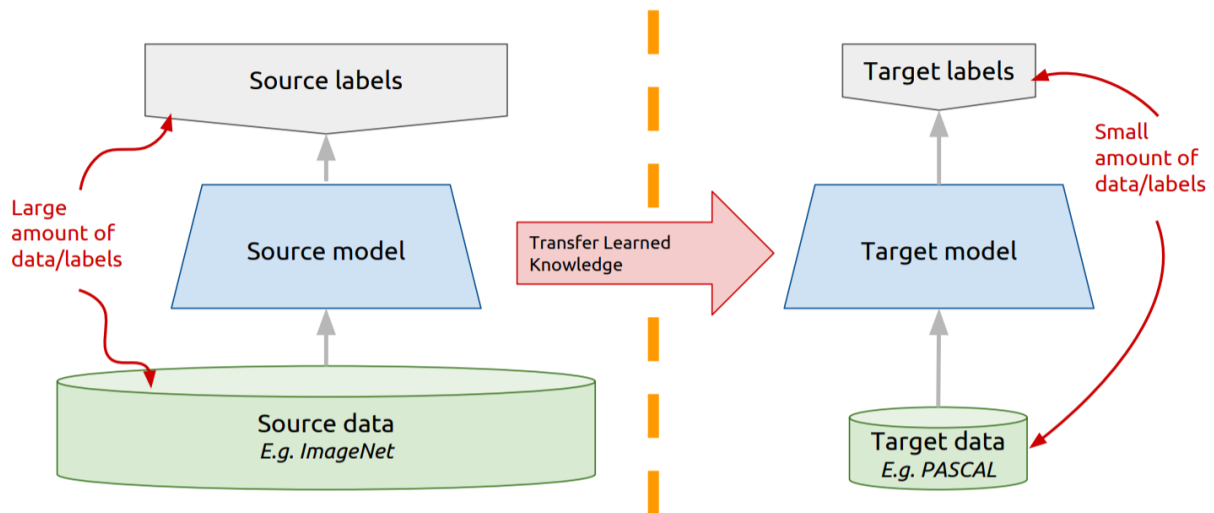 Source labels
Large
amount of
data/labels
Source model
Source data
E.g. ImageNet
Transfer Learned
Knowledge
Target labels
Small
amount of
data/labels
Target model
Target data
E.g. PASCAL